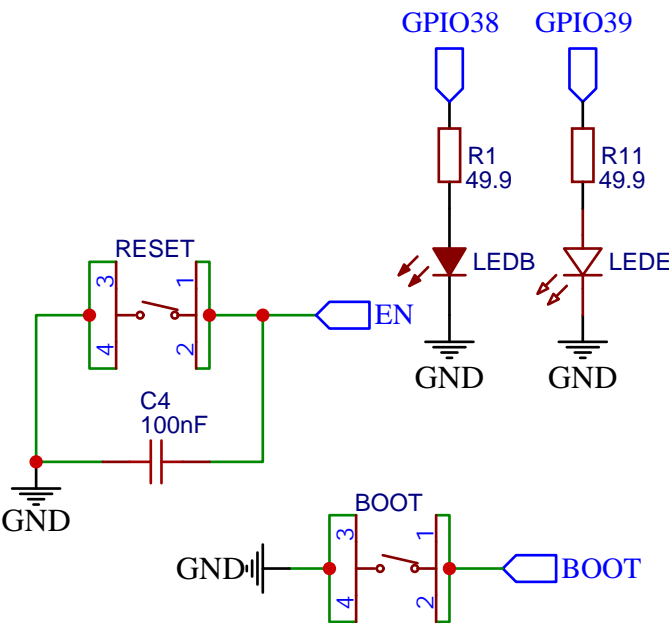 GPIO38 GPIO39
R1
49.9
R11
49.9
RESET
3
4
1
2
LEDB
LEDE
EN
GND
GND
C4
100nF
GND
BOOT
3
4
1
2
GND
BOOT